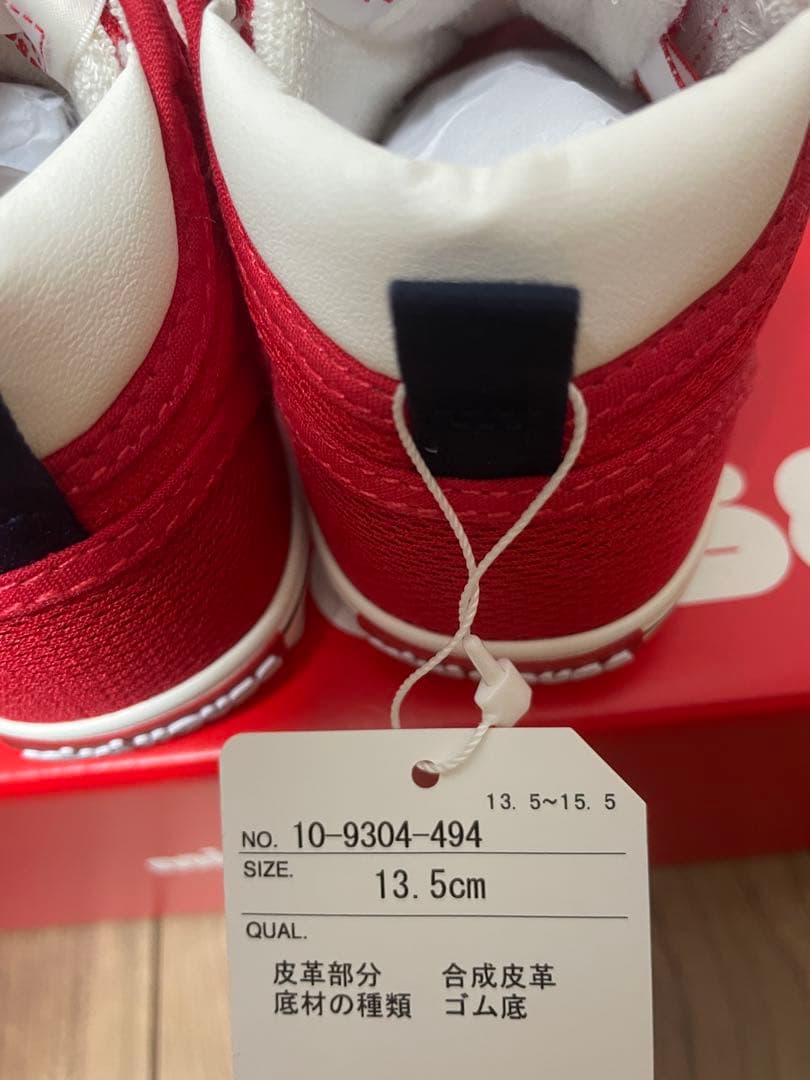 13.5~15.5
NO. 10-9304-494
SIZE. 13.5cm
QUAL.
皮革部分 合成皮革
底材の種類 ゴム底